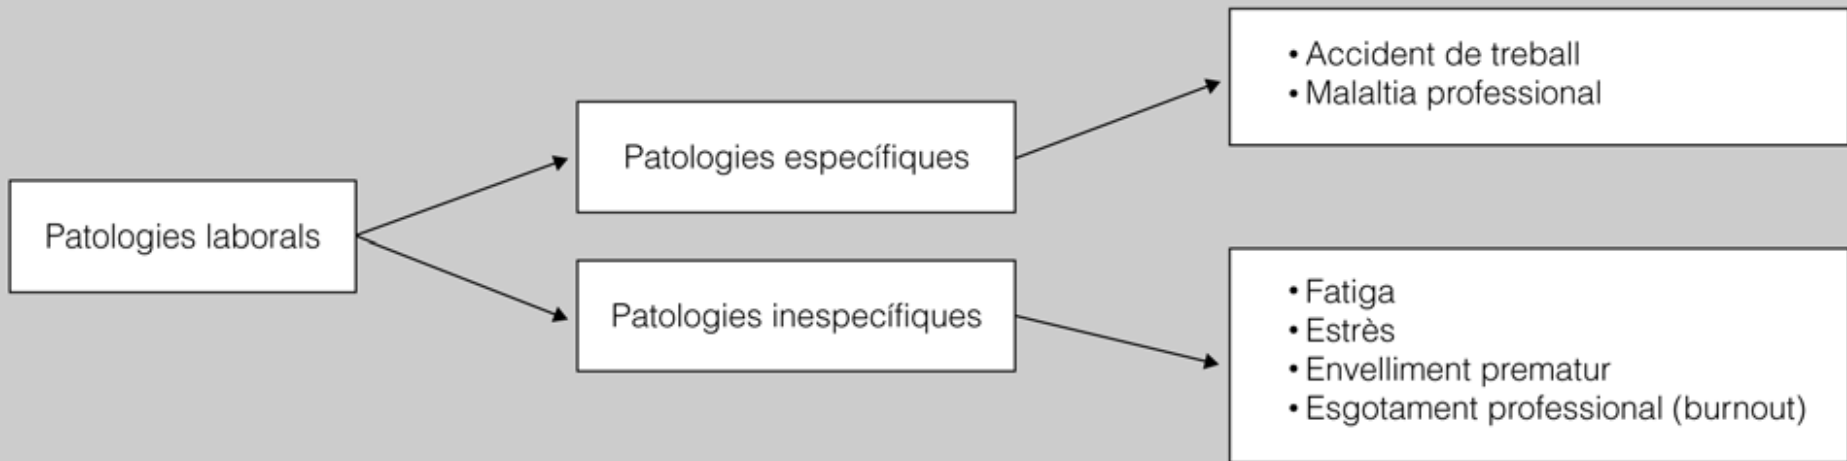 Patologies laborals
Patologies específiques
• Accident de treball
• Malaltia professional
Patologies inespecífiques
• Fatiga
• Estrès
• Envelliment prematur
• Esgotament professional (burnout)